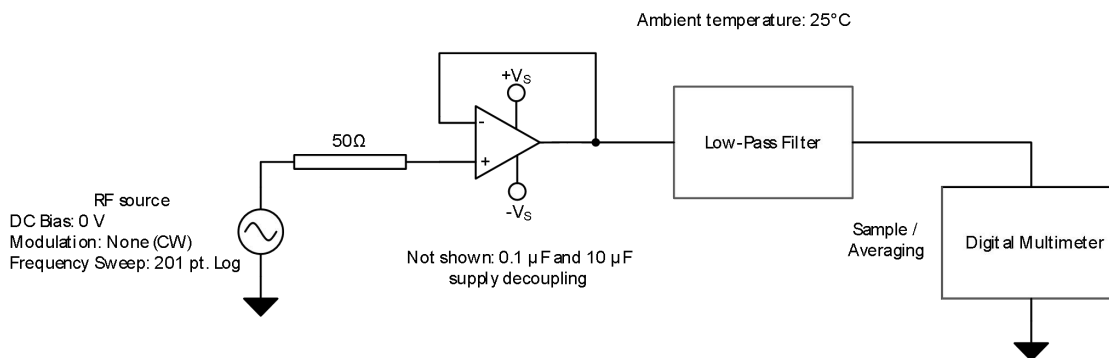 Ambient temperature: 25°C
+VS
50Ω
-
+
Low-Pass Filter
-VS
RF source
DC Bias: 0 V
Modulation: None (CW)
Frequency Sweep: 201 pt. Log
Not shown: 0.1 µF and 10 µF
supply decoupling
Sample /
Averaging
Digital Multimeter